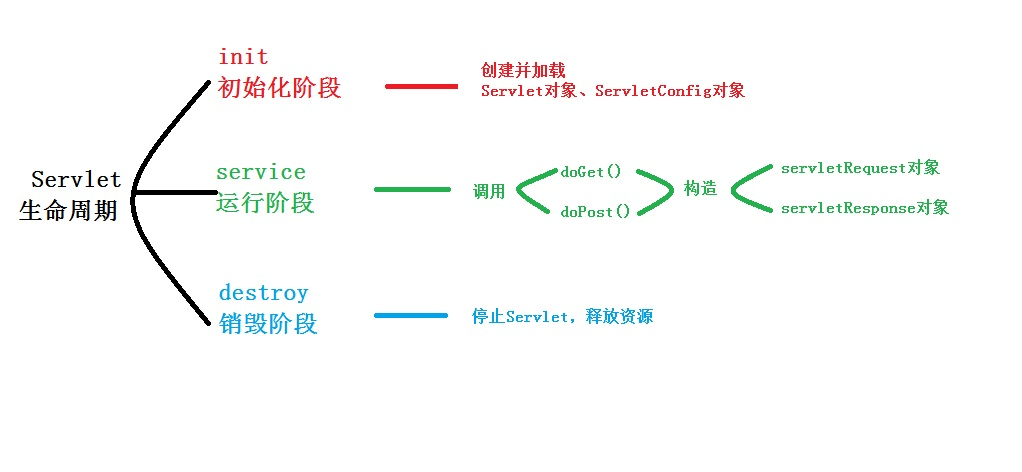 Servlet
生命周期
init
初始化阶段
创建并加载
Servlet对象、ServletConfig对象
service
运行阶段
调用
doGet()
doPost()
构造
servletRequest对象
servletResponse对象
destroy
销毁阶段
停止Servlet，释放资源